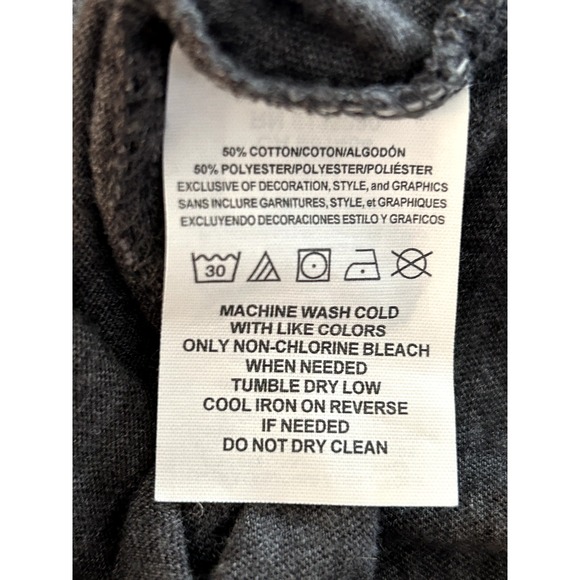 50% COTTON/COTON/ALGODÓN
50% POLYESTER/POLYESTER/POLIÉSTER
EXCLUSIVE OF DECORATION, STYLE, and GRAPHICS
SANS INCLURE GARNITURES, STYLE, et GRAPHIQUES
EXCLUYENDO DECORACIONES ESTILO Y GRAFICOS
30
MACHINE WASH COLD
WITH LIKE COLORS
ONLY NON-CHLORINE BLEACH
WHEN NEEDED
TUMBLE DRY LOW
COOL IRON ON REVERSE
IF NEEDED
DO NOT DRY CLEAN